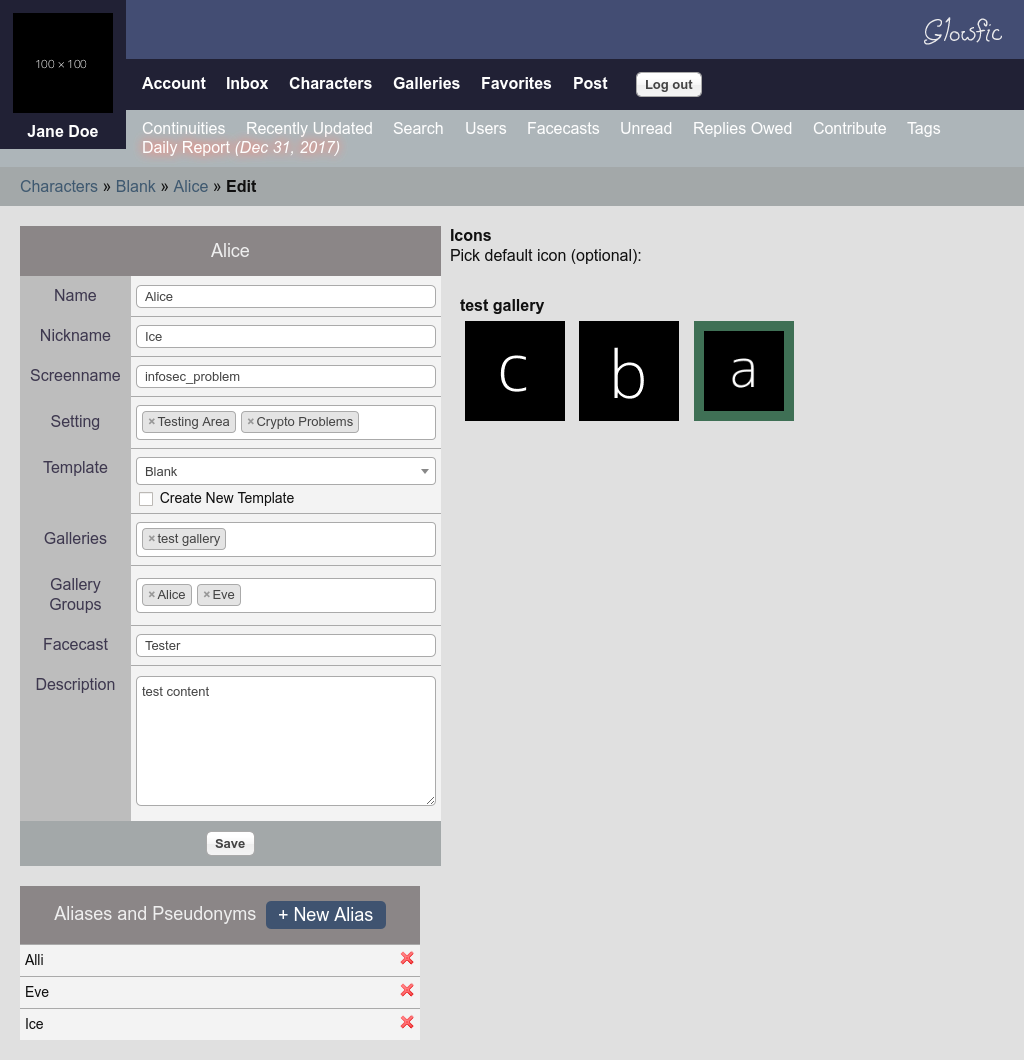 Glowfic
100 × 100
Jane Doe
Account Inbox Characters Galleries Favorites Post Log out
Continuities Recently Updated Search Users Facecasts Unread Replies Owed Contribute Tags
Daily Report (Dec 31, 2017)
Characters » Blank » Alice » Edit
Alice
Name Alice
Nickname Ice
Screenname infosec_problem
Setting ×Testing Area ×Crypto Problems
Template Blank
Create New Template
Galleries ×test gallery
Gallery
Groups
×Alice ×Eve
Facecast Tester
Description test content
Save
Icons
Pick default icon (optional):
test gallery
c b a
Aliases and Pseudonyms + New Alias
Alli
Eve
Ice